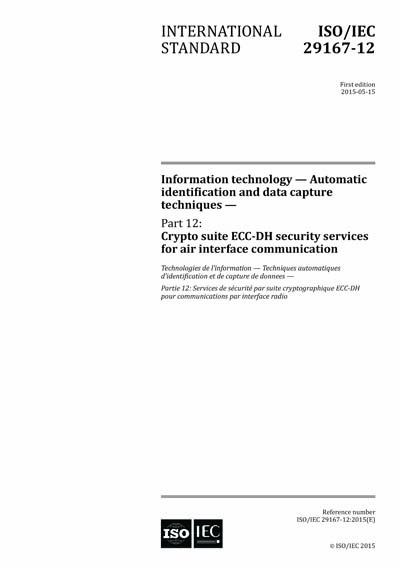 INTERNATIONAL STANDARD
ISO/IEC 29167-12
First edition
2015-05-15
Information technology — Automatic
identification and data capture
techniques —
Part 12:
Crypto suite ECC-DH security services
for air interface communication
Technologies de l'information — Techniques automatiques
d'identification et de capture de donnees —
Partie 12: Services de sécurité par suite cryptographique ECC-DH
pour communications par interface radio
Reference number
ISO/IEC 29167-12:2015(E)
ISO IEC
© ISO/IEC 2015